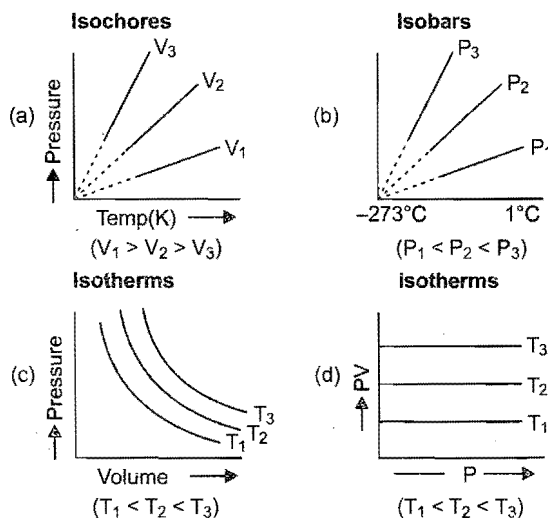 Isochores
(a)
Pressure
V3
V2
V1
Temp(K)
(V1 > V2 > V3)
Isobars
(b)
P3
P2
P1
–273°C 1°C
(P1 < P2 < P3)
Isotherms
(c)
Pressure
T3
T2
T1
Volume
(T1 < T2 < T3)
isotherms
(d)
PV
T3
T2
T1
P
(T1 < T2 < T3)